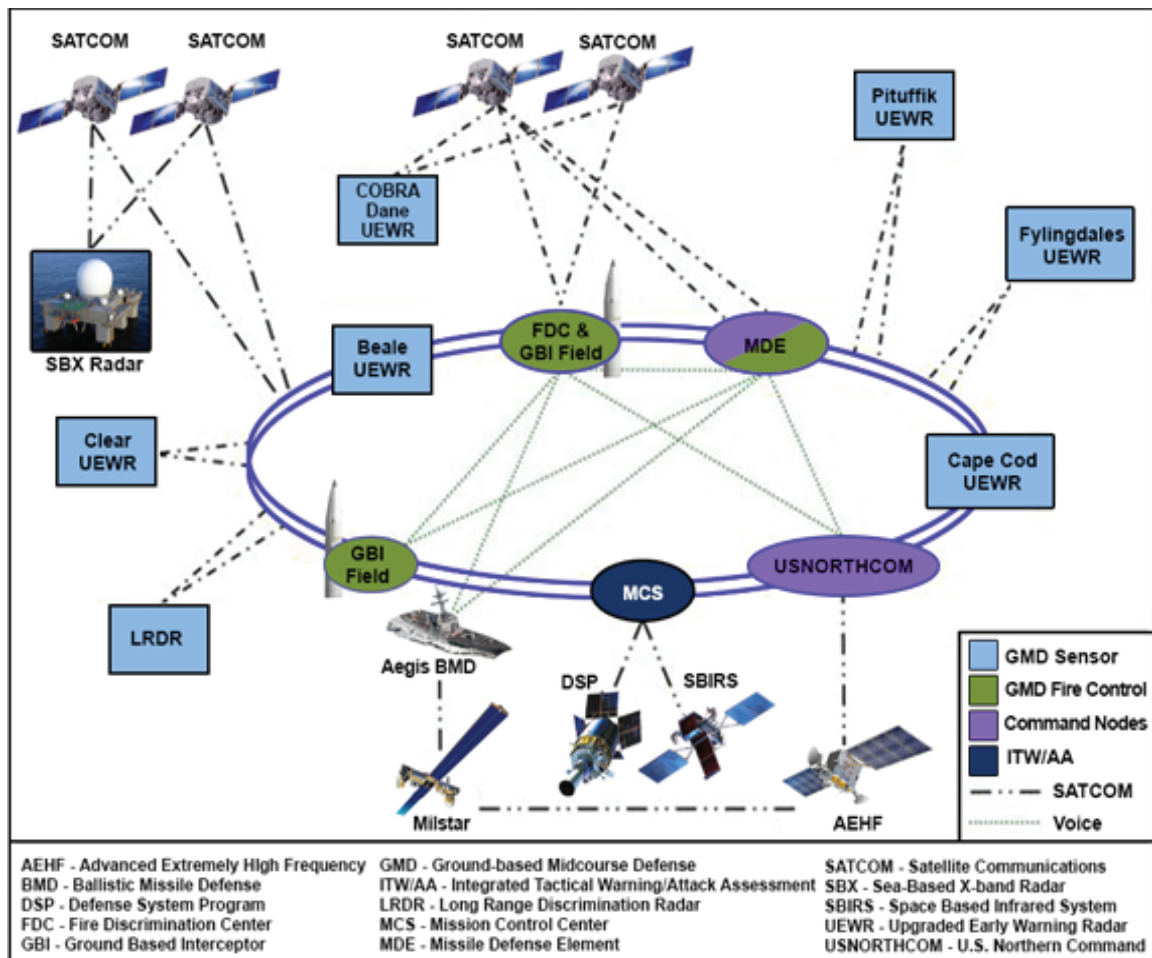 SATCOM
SATCOM
SATCOM
SATCOM
Pituffik
UEWR
COBRA
Dane
UEWR
Fylingdales
UEWR
SBX Radar
Beale
UEWR
FDC &
GBI Field
MDE
Clear
UEWR
Cape Cod
UEWR
GBI
Field
USNORTHCOM
MCS
LRDR
Aegis BMD
DSP
SBIRS
Milstar
AEHF
GMD Sensor
GMD Fire Control
Command Nodes
ITW/AA
SATCOM
Voice
AEHF - Advanced Extremely HIgh Frequency
BMD - Ballistic Missile Defense
DSP - Defense System Program
FDC - Fire Discrimination Center
GBI - Ground Based Interceptor
GMD - Ground-based Midcourse Defense
ITW/AA - Integrated Tactical Warning/Attack Assessment
LRDR - Long Range Discrimination Radar
MCS - Mission Control Center
MDE - Missile Defense Element
SATCOM - Satellite Communications
SBX - Sea-Based X-band Radar
SBIRS - Space Based Infrared System
UEWR - Upgraded Early Warning Radar
USNORTHCOM - U.S. Northern Command